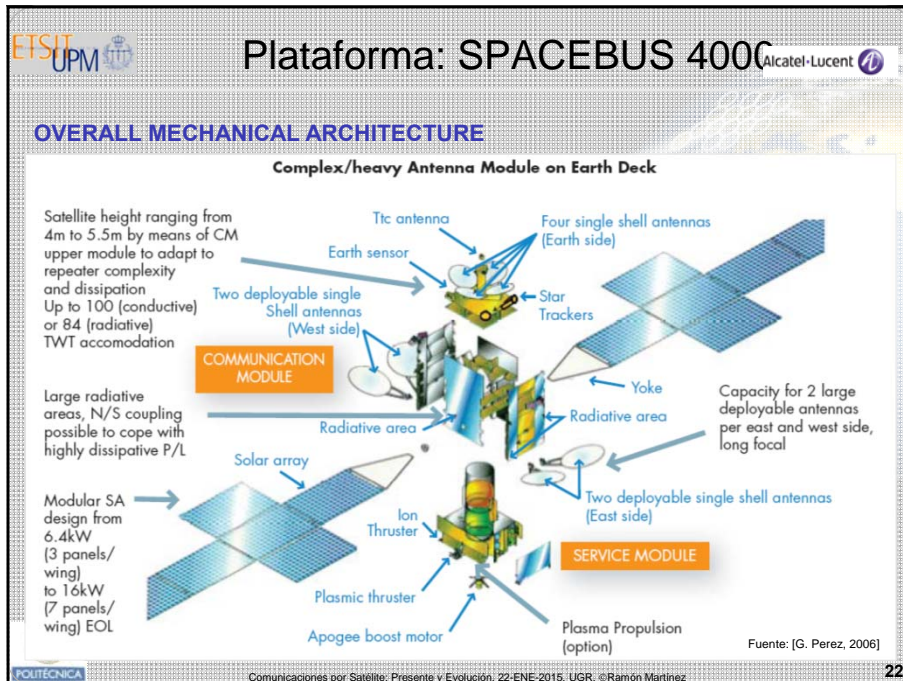 ETSIT
UPM
Plataforma: SPACEBUS 4000
Alcatel·Lucent
OVERALL MECHANICAL ARCHITECTURE
Complex/heavy Antenna Module on Earth Deck
Satellite height ranging from
4m to 5.5m by means of CM
upper module to adapt to
repeater complexity
and dissipation
Up to 100 (conductive)
or 84 (radiative)
TWT accomodation
Ttc antenna
Four single shell antennas
(Earth side)
Earth sensor
Two deployable single
Shell antennas
(West side)
Star
Trackers
COMMUNICATION
MODULE
Yoke
Large radiative
areas, N/S coupling
possible to cope with
highly dissipative P/L
Radiative area
Radiative area
Capacity for 2 large
deployable antennas
per east and west side,
long focal
Solar array
Two deployable single shell antennas
(East side)
Modular SA
design from
6.4kW
(3 panels/
wing)
to 16kW
(7 panels/
wing) EOL
Ion
Thruster
SERVICE MODULE
Plasmic thruster
Apogee boost motor
Plasma Propulsion
(option)
Fuente: [G. Perez, 2006]
POLITÉCNICA
Comunicaciones por Satélite: Presente y Evolución, 22-ENE-2015, UGR, ©Ramón Martínez
22